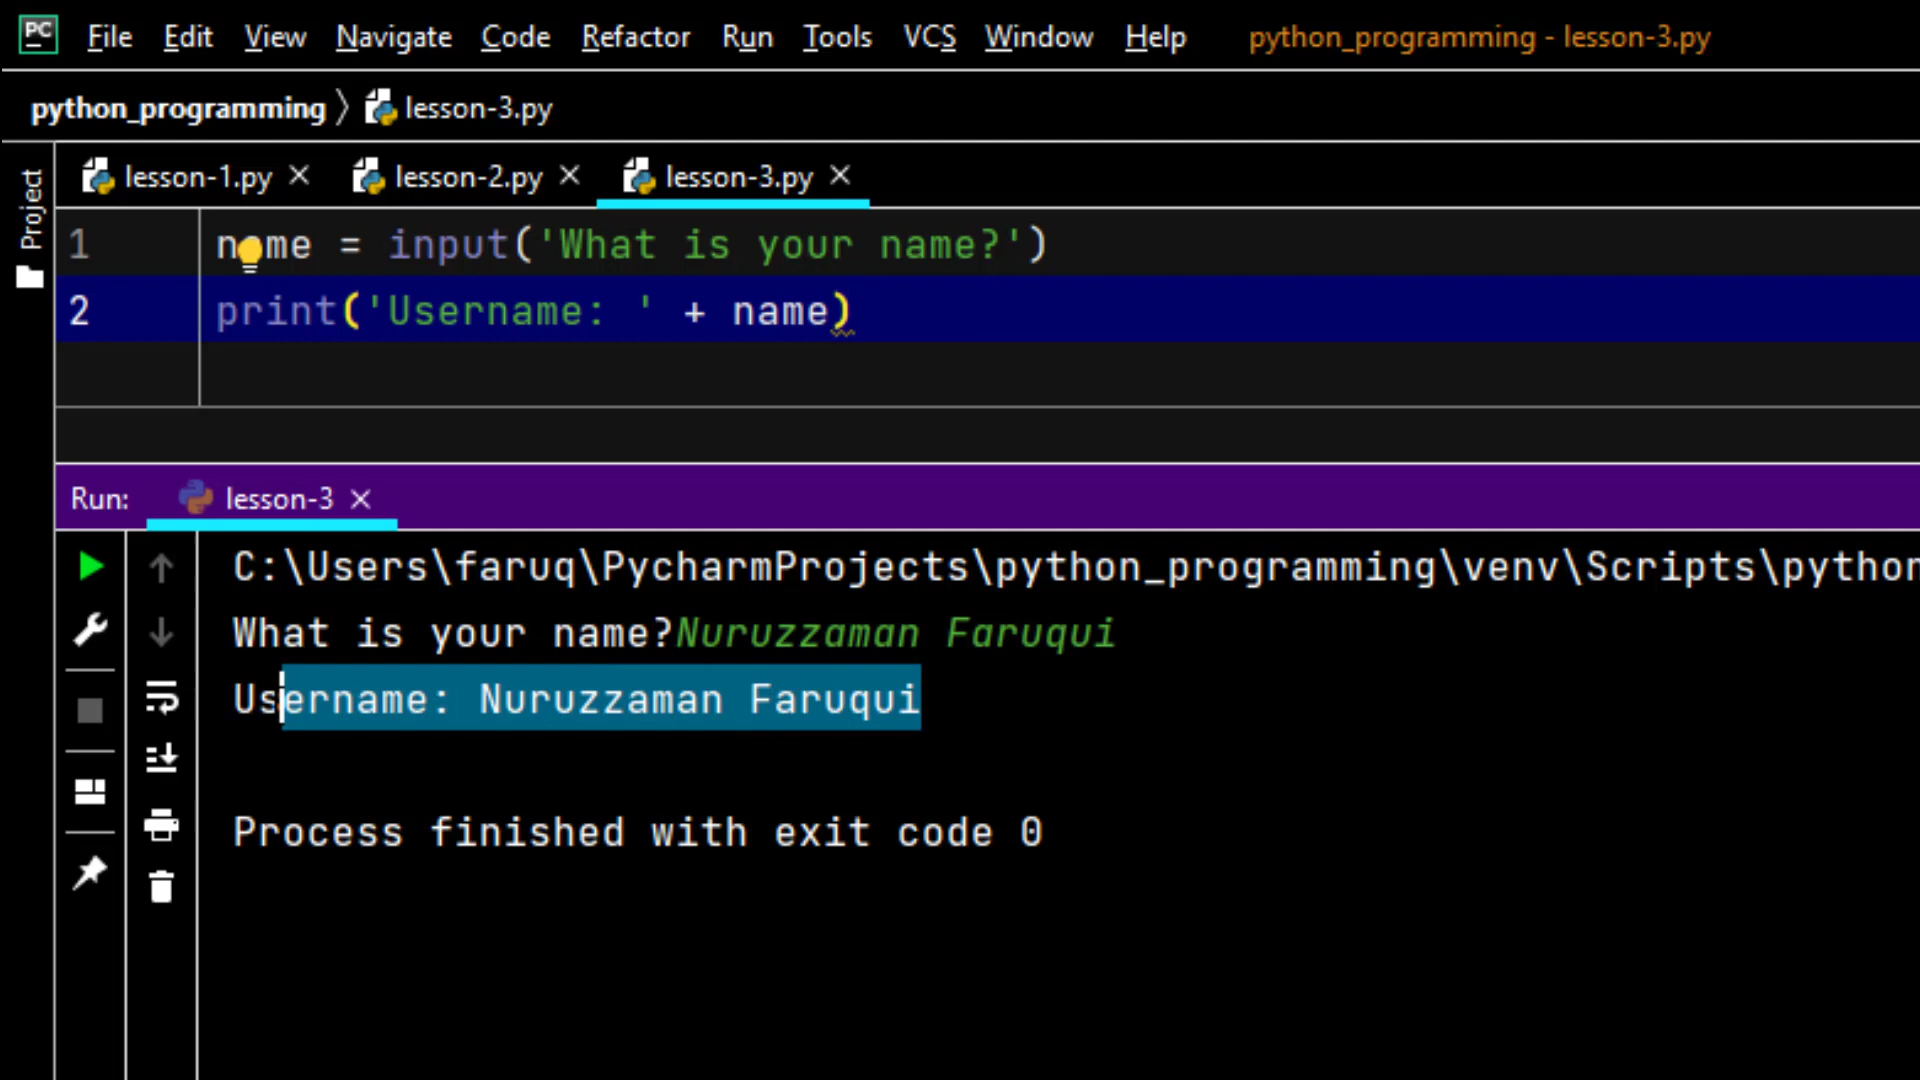 PC File Edit View Navigate Code Refactor Run Tools VCS Window Help python_programming - lesson-3.py
python_programming 〉 lesson-3.py
Project
lesson-1.py × lesson-2.py × lesson-3.py ×
1 name = input('What is your name?')
2 print('Username: ' + name)
Run: lesson-3 ×
C:\Users\faruq\PycharmProjects\python_programming\venv\Scripts\python
What is your name?Nuruzzaman Faruqui
Username: Nuruzzaman Faruqui
Process finished with exit code 0